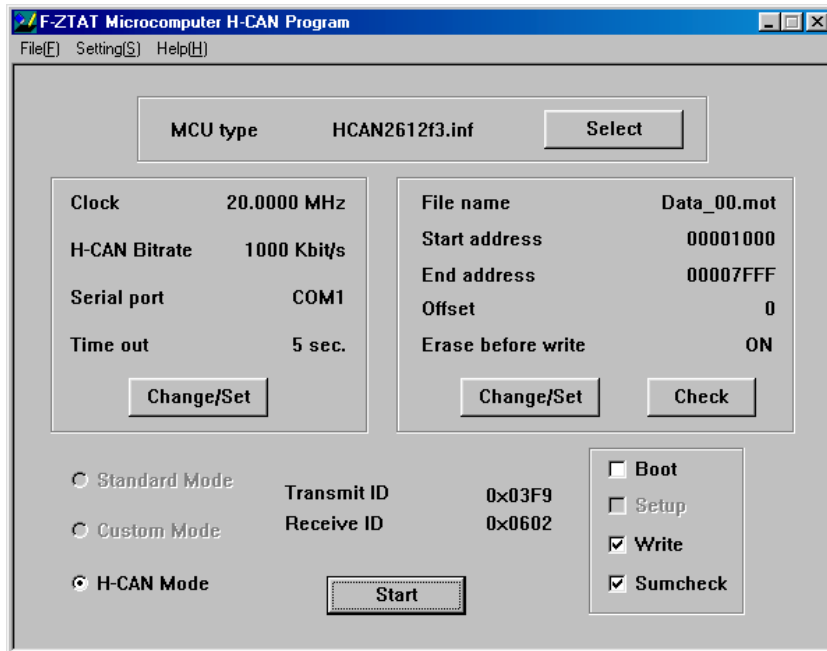 F-ZTAT Microcomputer H-CAN Program
File(F) Setting(S) Help(H)
MCU type HCAN2612f3.inf Select
Clock 20.0000 MHz
H-CAN Bitrate 1000 Kbit/s
Serial port COM1
Time out 5 sec.
Change/Set
File name Data_00.mot
Start address 00001000
End address 00007FFF
Offset 0
Erase before write ON
Change/Set Check
Standard Mode
Custom Mode
H-CAN Mode
Transmit ID 0x03F9
Receive ID 0x0602
Start
Boot
Setup
Write
Sumcheck